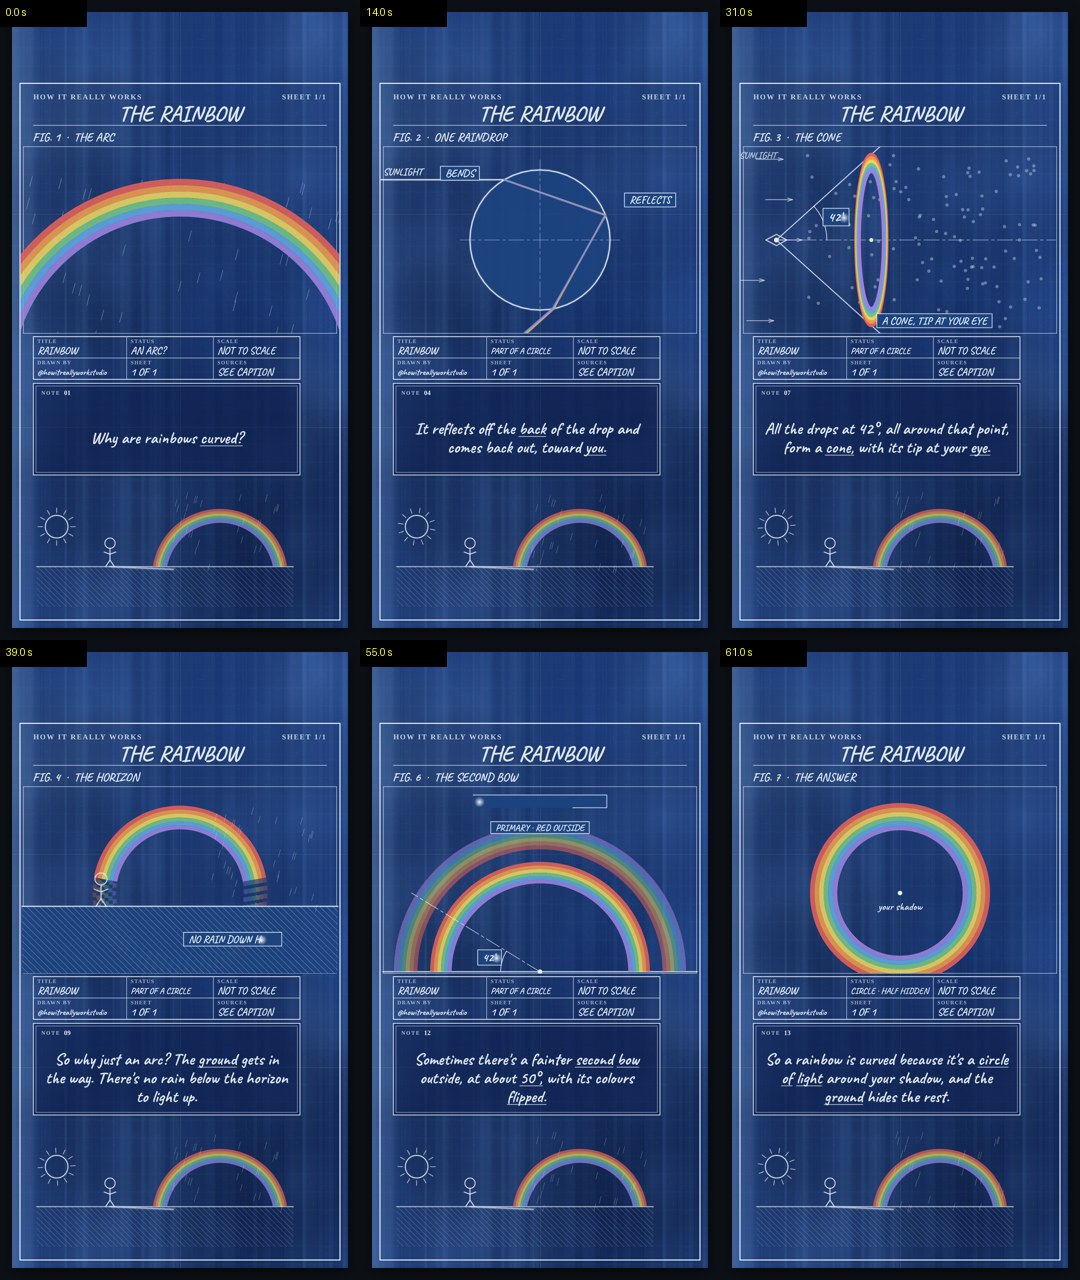 0.0 s
HOW IT REALLY WORKS
SHEET 1/1
THE RAINBOW
FIG. 1 · THE ARC
TITLE
RAINBOW
STATUS
AN ARC?
SCALE
NOT TO SCALE
DRAWN BY
@howitreallyworkstudio
SHEET
1 OF 1
SOURCES
SEE CAPTION
NOTE 01
Why are rainbows curved?
14.0 s
HOW IT REALLY WORKS
SHEET 1/1
THE RAINBOW
FIG. 2 · ONE RAINDROP
SUNLIGHT
BENDS
REFLECTS
TITLE
RAINBOW
STATUS
PART OF A CIRCLE
SCALE
NOT TO SCALE
DRAWN BY
@howitreallyworkstudio
SHEET
1 OF 1
SOURCES
SEE CAPTION
NOTE 04
It reflects off the back of the drop and
comes back out, toward you.
31.0 s
HOW IT REALLY WORKS
SHEET 1/1
THE RAINBOW
FIG. 3 · THE CONE
SUNLIGHT
42
A CONE, TIP AT YOUR EYE
TITLE
RAINBOW
STATUS
PART OF A CIRCLE
SCALE
NOT TO SCALE
DRAWN BY
@howitreallyworkstudio
SHEET
1 OF 1
SOURCES
SEE CAPTION
NOTE 07
All the drops at 42°, all around that point,
form a cone, with its tip at your eye.
39.0 s
HOW IT REALLY WORKS
SHEET 1/1
THE RAINBOW
FIG. 4 · THE HORIZON
NO RAIN DOWN
TITLE
RAINBOW
STATUS
PART OF A CIRCLE
SCALE
NOT TO SCALE
DRAWN BY
@howitreallyworkstudio
SHEET
1 OF 1
SOURCES
SEE CAPTION
NOTE 09
So why just an arc? The ground gets in
the way. There's no rain below the horizon
to light up.
55.0 s
HOW IT REALLY WORKS
SHEET 1/1
THE RAINBOW
FIG. 6 · THE SECOND BOW
PRIMARY · RED OUTSIDE
42
TITLE
RAINBOW
STATUS
PART OF A CIRCLE
SCALE
NOT TO SCALE
DRAWN BY
@howitreallyworkstudio
SHEET
1 OF 1
SOURCES
SEE CAPTION
NOTE 12
Sometimes there's a fainter second bow
outside, at about 50°, with its colours
flipped.
61.0 s
HOW IT REALLY WORKS
SHEET 1/1
THE RAINBOW
FIG. 7 · THE ANSWER
your shadow
TITLE
RAINBOW
STATUS
CIRCLE · HALF HIDDEN
SCALE
NOT TO SCALE
DRAWN BY
@howitreallyworkstudio
SHEET
1 OF 1
SOURCES
SEE CAPTION
NOTE 13
So a rainbow is curved because it's a circle
of light around your shadow, and the
ground hides the rest.